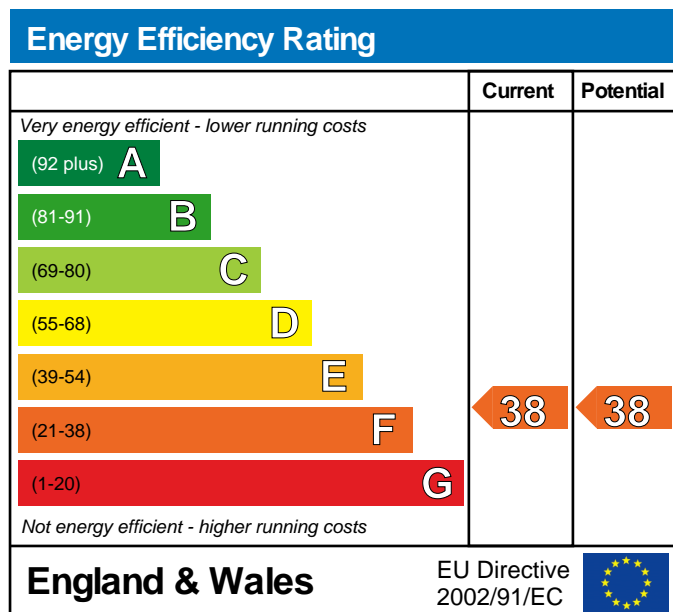 Energy Efficiency Rating
Current Potential
Very energy efficient - lower running costs
(92 plus) A
(81-91) B
(69-80) C
(55-68) D
(39-54) E
(21-38) F
38 38
(1-20) G
Not energy efficient - higher running costs
England & Wales
EU Directive
2002/91/EC